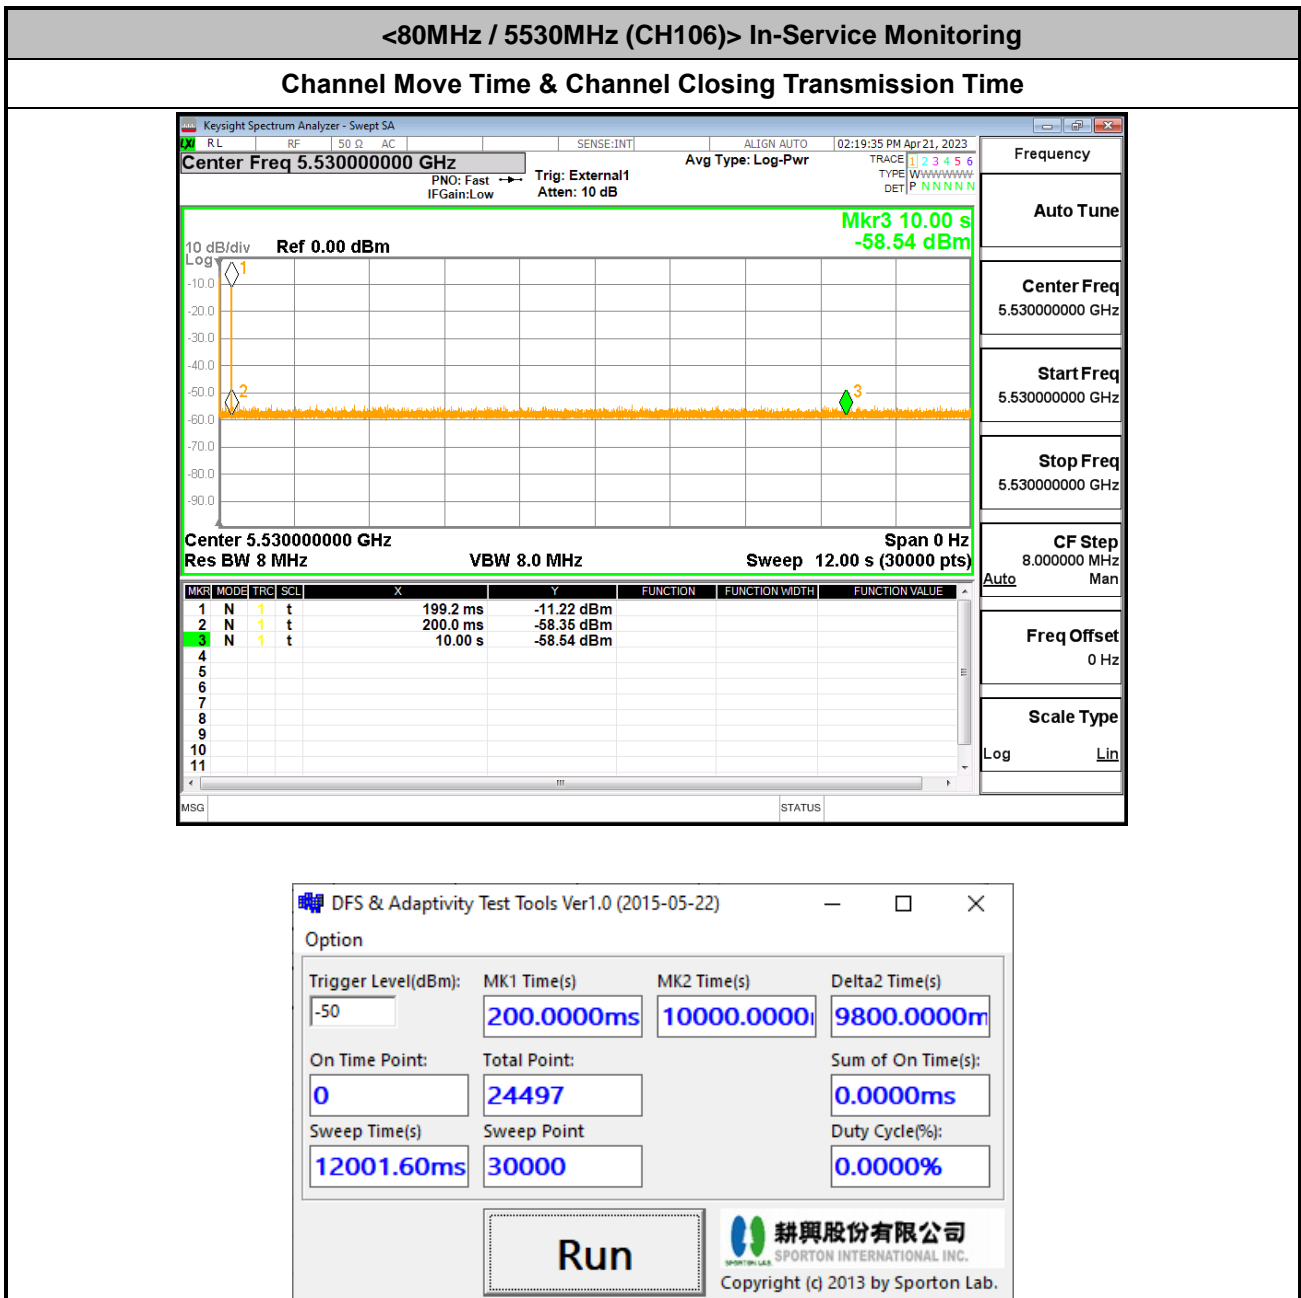 <80MHz / 5530MHz (CH106)> In-Service Monitoring
Channel Move Time & Channel Closing Transmission Time
Keysight Spectrum Analyzer - Swept SA
LXI RL RF 50 Ω AC SENSE:INT ALIGN AUTO 02:19:35 PM Apr 21, 2023
Center Freq 5.530000000 GHz
PNO: Fast
IFGain:Low
Trig: External1
Atten: 10 dB
Avg Type: Log-Pwr
TRACE 1 2 3 4 5 6
TYPE WWWWWW
DET P N N N N N
Mkr3 10.00 s
-58.54 dBm
10 dB/div
Log
Ref 0.00 dBm
-10.0
-20.0
-30.0
-40.0
-50.0
-60.0
-70.0
-80.0
-90.0
1
2
3
Center 5.530000000 GHz
Span 0 Hz
Res BW 8 MHz
VBW 8.0 MHz
Sweep 12.00 s (30000 pts)
MKR MODE TRC SCL X Y FUNCTION FUNCTION WIDTH FUNCTION VALUE
1 N 1 t 199.2 ms -11.22 dBm
2 N 1 t 200.0 ms -58.35 dBm
3 N 1 t 10.00 s -58.54 dBm
4
5
6
7
8
9
10
11
MSG
STATUS
Frequency
Auto Tune
Center Freq
5.530000000 GHz
Start Freq
5.530000000 GHz
Stop Freq
5.530000000 GHz
CF Step
8.000000 MHz
Auto Man
Freq Offset
0 Hz
Scale Type
Log Lin
DFS & Adaptivity Test Tools Ver1.0 (2015-05-22)
Option
Trigger Level(dBm): MK1 Time(s) MK2 Time(s) Delta2 Time(s)
-50 200.0000ms 10000.0000 9800.0000m
On Time Point: Total Point: Sum of On Time(s):
0 24497 0.0000ms
Sweep Time(s) Sweep Point Duty Cycle(%):
12001.60ms 30000 0.0000%
Run
耕興股份有限公司
SPORTON LAB. SPORTON INTERNATIONAL INC.
Copyright (c) 2013 by Sporton Lab.